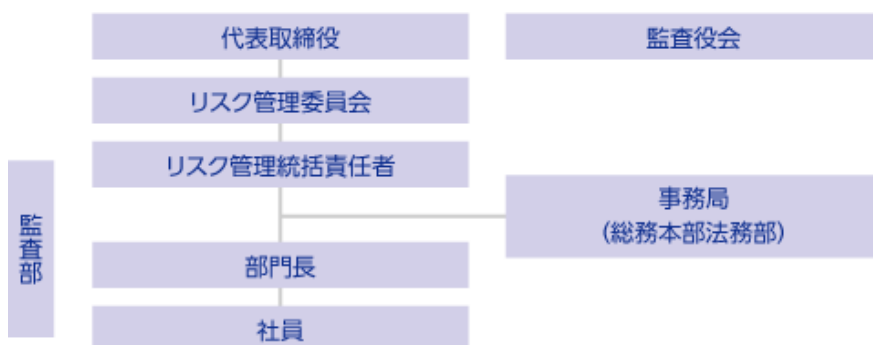 代表取締役
監査役会
リスク管理委員会
リスク管理統括責任者
監査部
事務局
(総務本部法務部)
部門長
社員